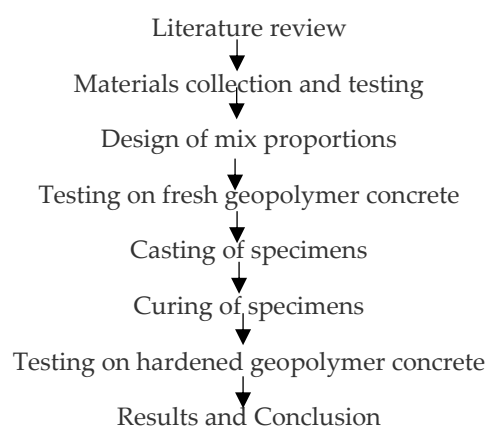 Literature review
Materials collection and testing
Design of mix proportions
Testing on fresh geopolymer concrete
Casting of specimens
Curing of specimens
Testing on hardened geopolymer concrete
Results and Conclusion